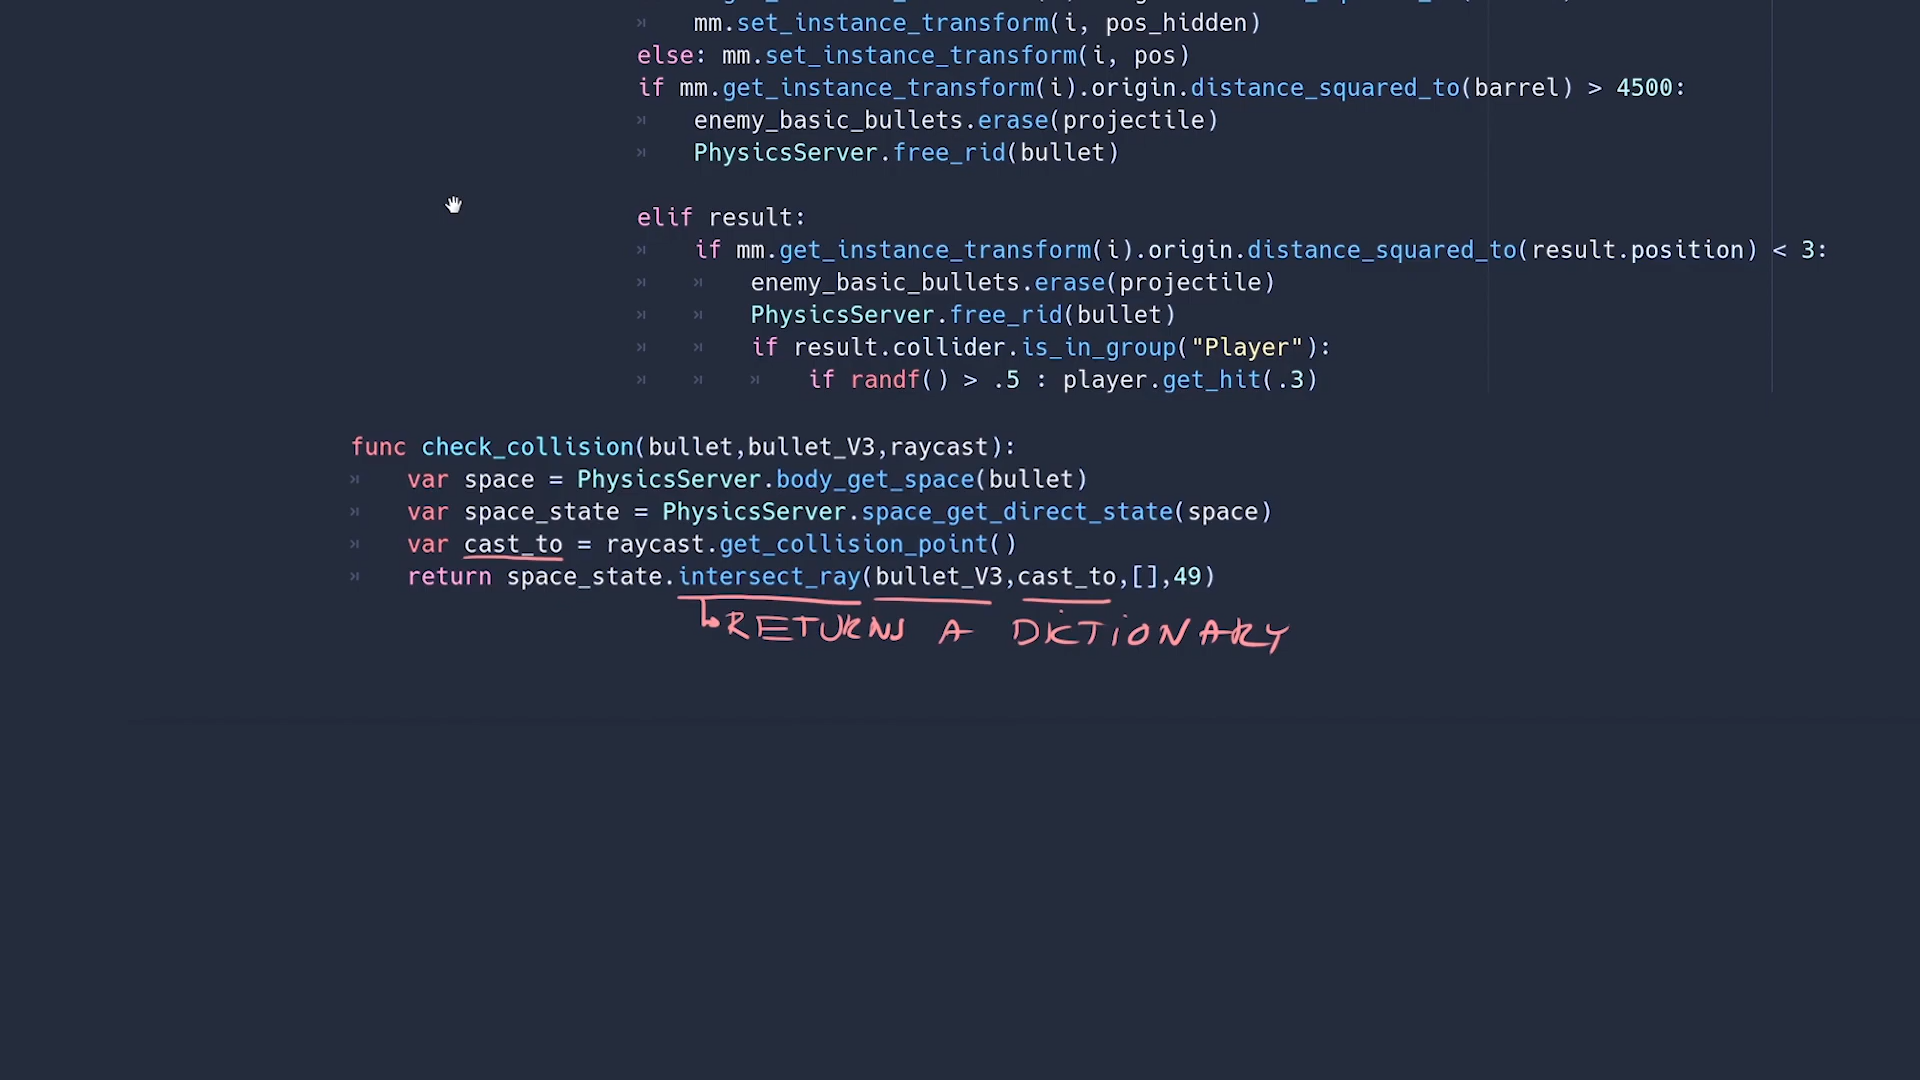 mm.set_instance_transform(i, pos_hidden)
else: mm.set_instance_transform(i, pos)
if mm.get_instance_transform(i).origin.distance_squared_to(barrel) > 4500:
enemy_basic_bullets.erase(projectile)
PhysicsServer.free_rid(bullet)
elif result:
if mm.get_instance_transform(i).origin.distance_squared_to(result.position) < 3:
enemy_basic_bullets.erase(projectile)
PhysicsServer.free_rid(bullet)
if result.collider.is_in_group("Player"):
if randf() > .5 : player.get_hit(.3)
func check_collision(bullet,bullet_V3,raycast):
var space = PhysicsServer.body_get_space(bullet)
var space_state = PhysicsServer.space_get_direct_state(space)
var cast_to = raycast.get_collision_point()
return space_state.intersect_ray(bullet_V3,cast_to,[],49)
RETURNS A DICTIONARY